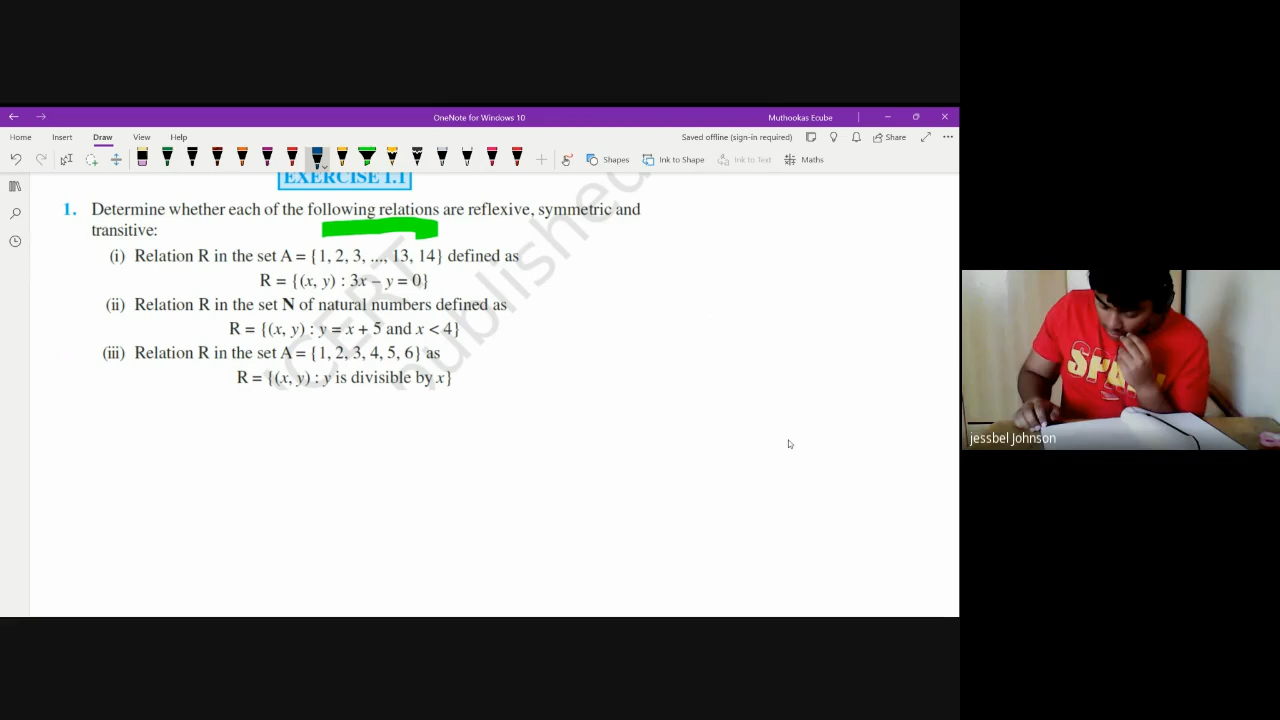 OneNote for Windows 10
Muthookas Ecube
Home Insert Draw View Help
Saved offline (sign-in required)
Share
Shapes
Ink to Shape
Ink to Text
Maths
EXERCISE 1.1
1. Determine whether each of the following relations are reflexive, symmetric and
transitive:
(i) Relation R in the set A = {1, 2, 3, ..., 13, 14} defined as
R = {(x, y) : 3x – y = 0}
(ii) Relation R in the set N of natural numbers defined as
R = {(x, y) : y = x + 5 and x < 4}
(iii) Relation R in the set A = {1, 2, 3, 4, 5, 6} as
R = {(x, y) : y is divisible by x}
published
jessbel Johnson